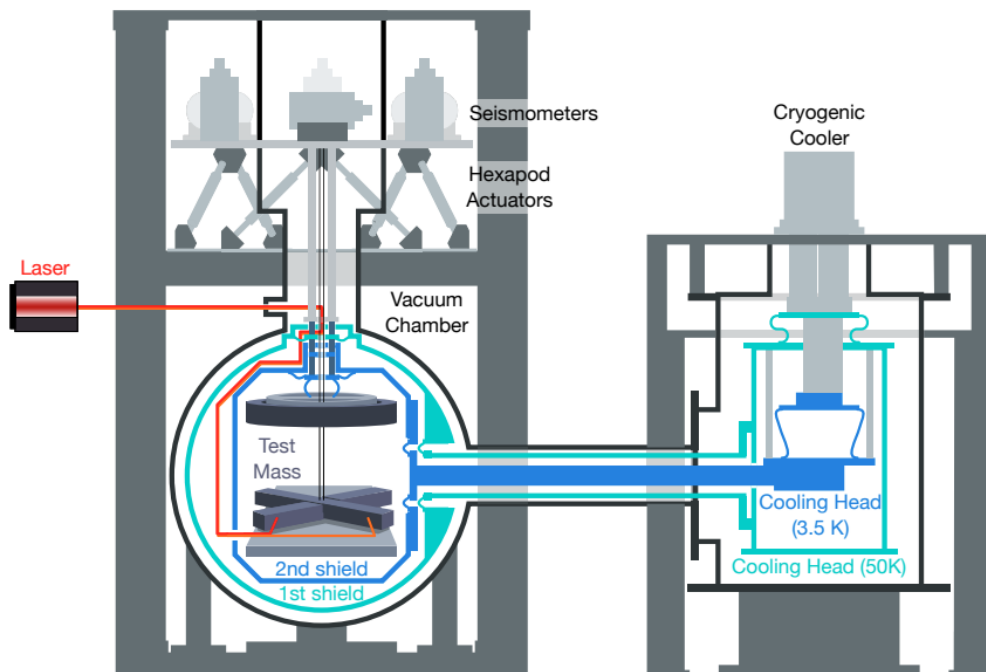 Seismometers
Cryogenic
Cooler
Hexapod
Actuators
Laser
Vacuum
Chamber
Test
Mass
Cooling Head
(3.5 K)
2nd shield
Cooling Head (50K)
1st shield